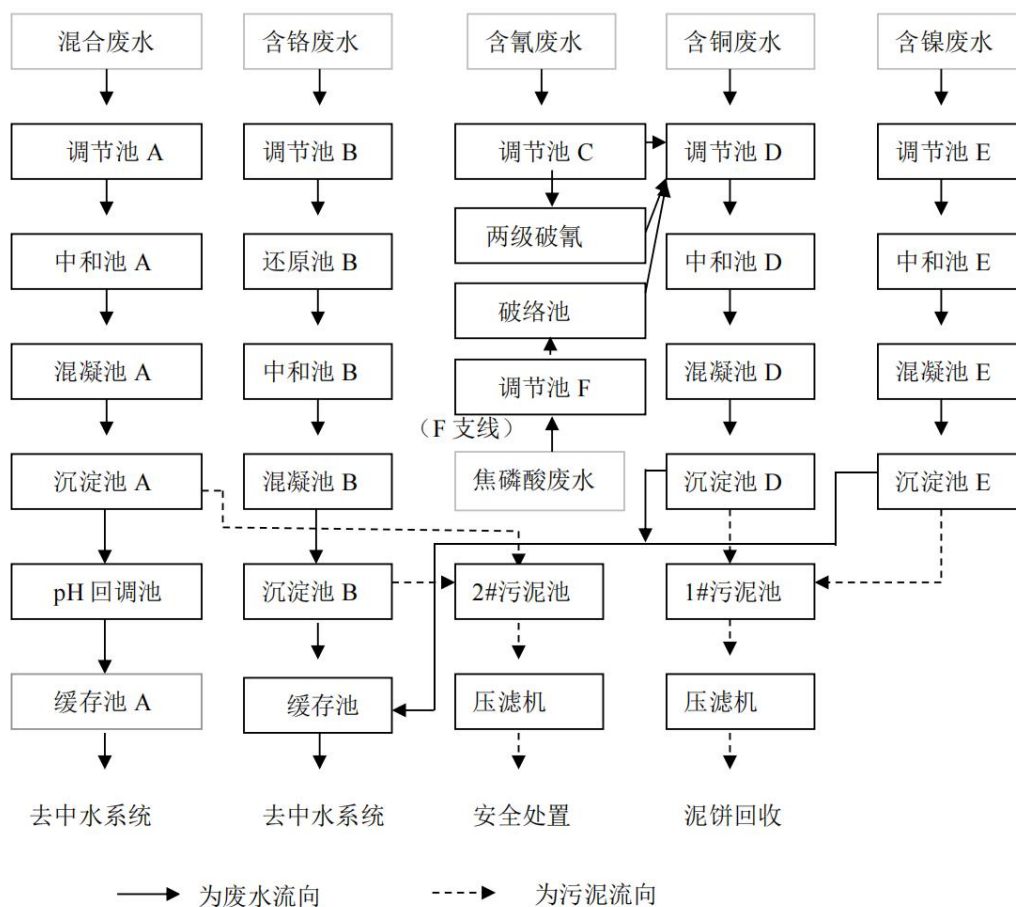 混合废水 含铬废水 含氰废水 含铜废水 含镍废水
调节池 A 调节池 B 调节池 C 调节池 D 调节池 E
两级破氰
中和池 A 还原池 B 中和池 D 中和池 E
破络池
混凝池 A 中和池 B 调节池 F 混凝池 D 混凝池 E
（F 支线）
沉淀池 A 混凝池 B 焦磷酸废水 沉淀池 D 沉淀池 E
pH 回调池 沉淀池 B 2#污泥池 1#污泥池
缓存池 A 缓存池 压滤机 压滤机
去中水系统 去中水系统 安全处置 泥饼回收
为废水流向 为污泥流向